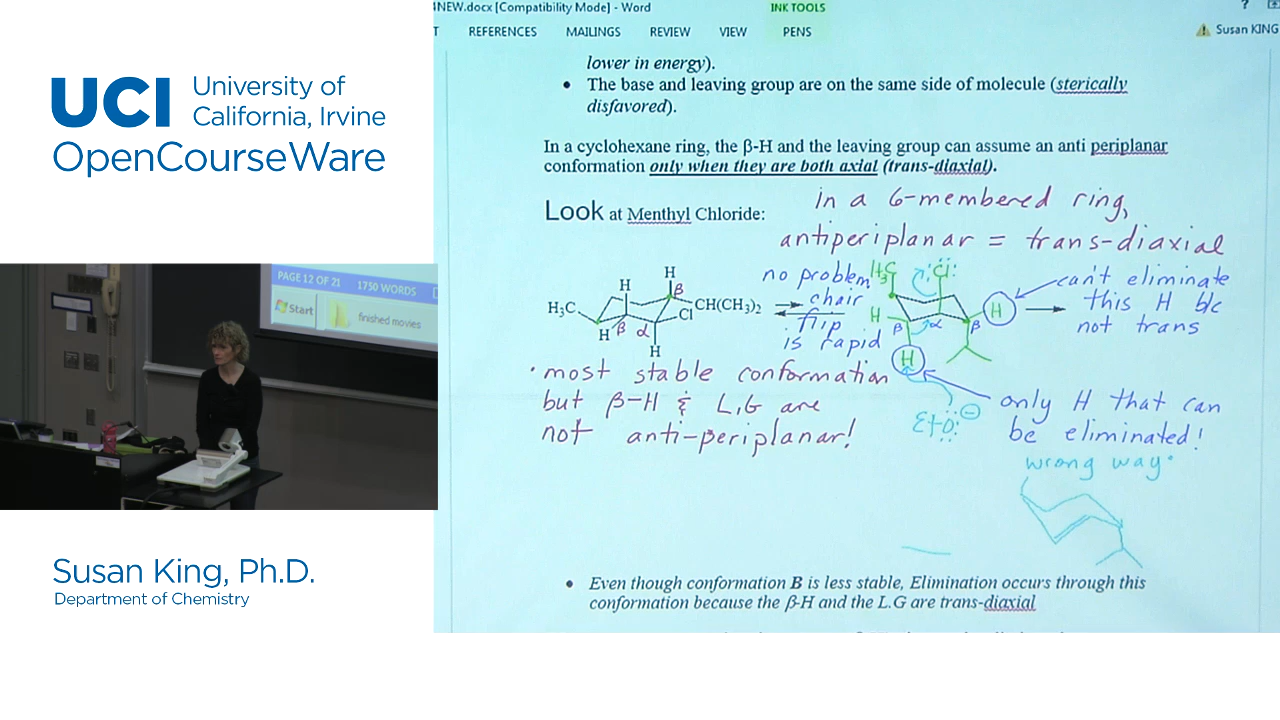 UCI University of
California, Irvine
OpenCourseWare
4NEW.docx [Compatibility Mode] - Word
INK TOOLS
?
T REFERENCES MAILINGS REVIEW VIEW PENS
Susan KING
lower in energy).
• The base and leaving group are on the same side of molecule (sterically
disfavored).
In a cyclohexane ring, the β-H and the leaving group can assume an anti periplanar
conformation only when they are both axial (trans-diaxial).
Look at Menthyl Chloride:
in a 6-membered ring,
antiperiplanar = trans-diaxial
H
H
β
H3C
CH(CH3)2
Cl
H β α
H
no problem
chair
flip
is rapid
H3C
:Cl:
H
β α β
H
H
can't eliminate
this H b/c
not trans
• most stable conformation
but β-H & L.G are
not anti-periplanar!
EtO:
only H that can
be eliminated!
wrong way
• Even though conformation B is less stable, Elimination occurs through this
conformation because the β-H and the L.G are trans-diaxial
PAGE 12 OF 21 1750 WORDS
Start finished movies
Susan King, Ph.D.
Department of Chemistry